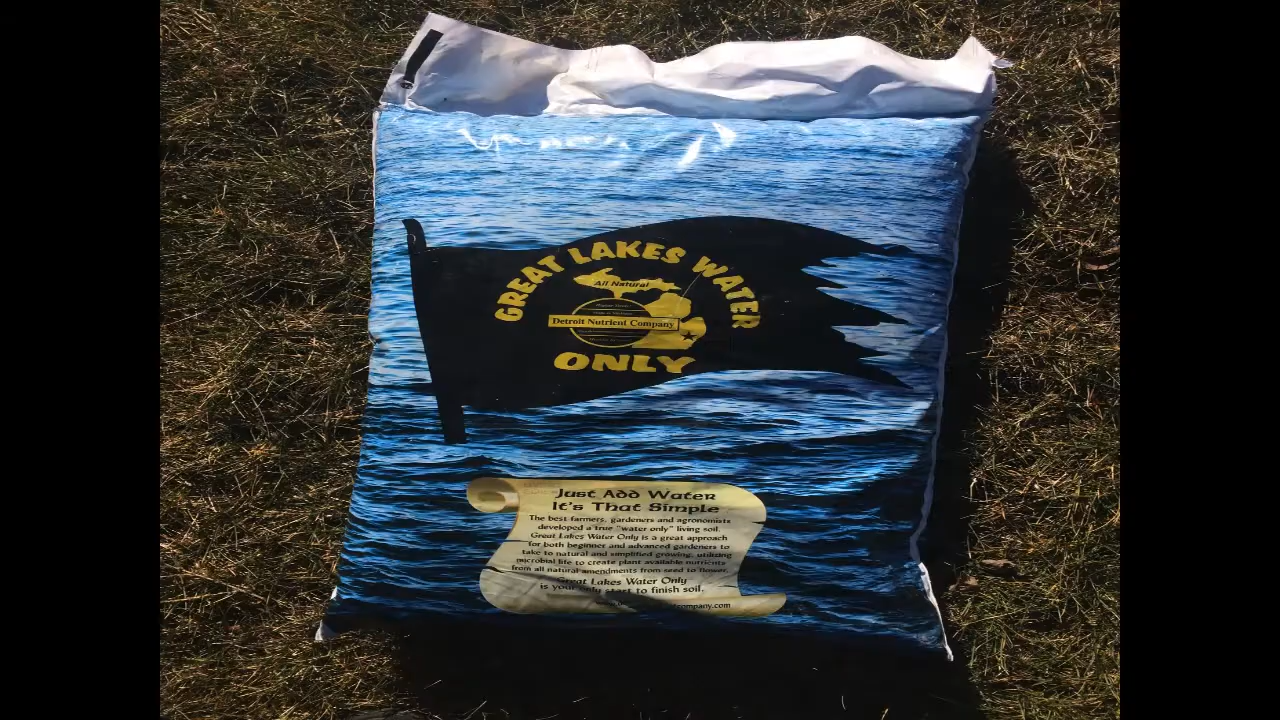 GREAT LAKES WATER
All Natural
Detroit Nutrient Company
ONLY
Just Add Water
It's That Simple
The best farmers, gardeners and agronomists
developed a true "water only" living soil.
Great Lakes Water Only is a great approach
for both beginner and advanced gardeners to
take to natural and simplified growing, utilizing
microbial life to create plant available nutrients
from all natural amendments from seed to flower.
Great Lakes Water Only
is your only start to finish soil.